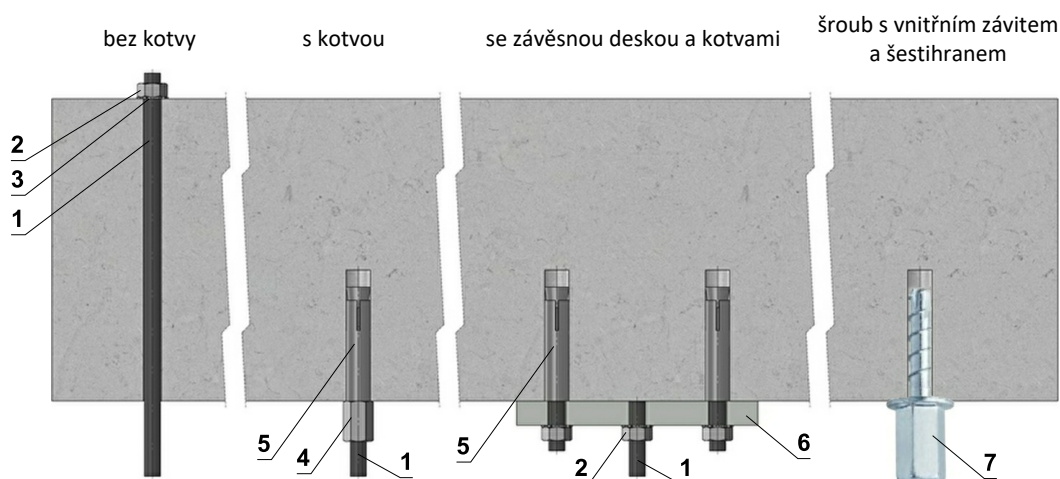 bez kotvy
s kotvou
se závěsnou deskou a kotvami
šroub s vnitřním závitem
a šestihranem
2
3
1
5
4
1
5
2
1
6
7